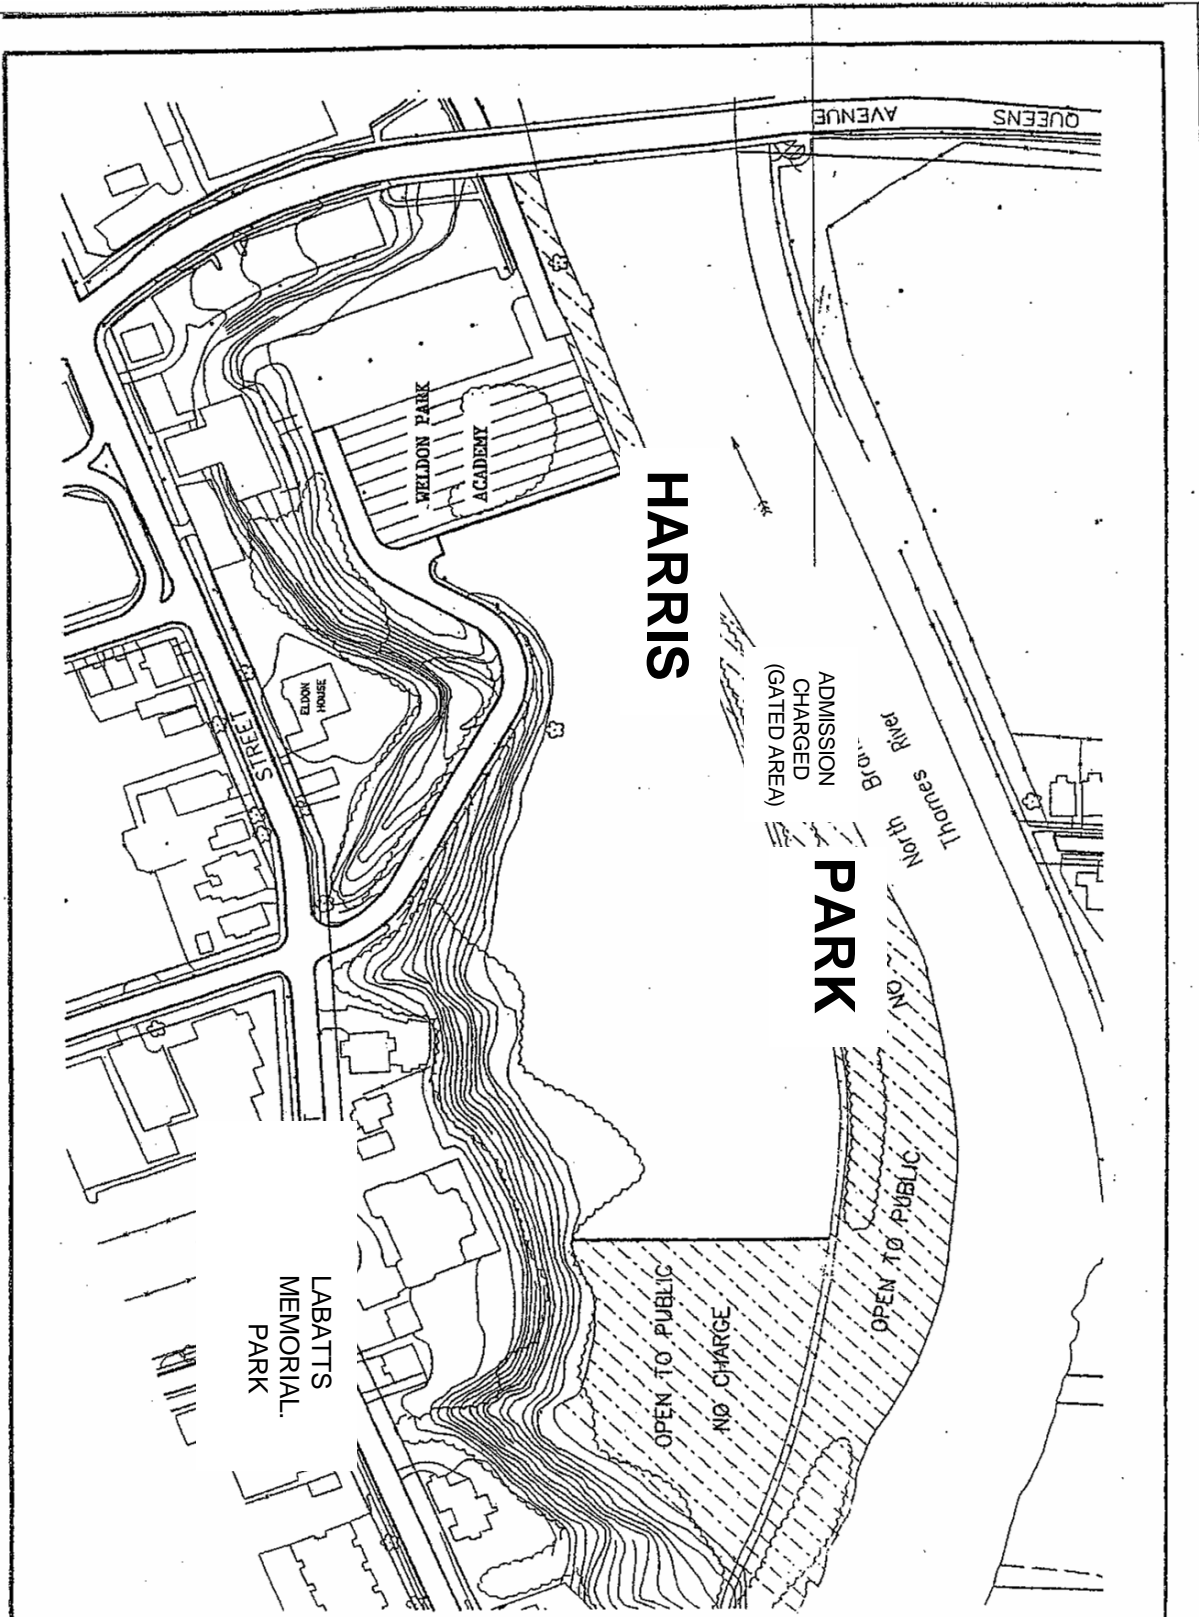 QUEENS
AVENUE
WELDON PARK
ACADEMY
HARRIS
ADMISSION
CHARGED
(GATED AREA)
North Bran
Thames River
PARK
NO
OPEN TO PUBLIC
NO CHARGE
OPEN TO PUBLIC
ELDON
HOUSE
STREET
LABATTS
MEMORIAL.
PARK